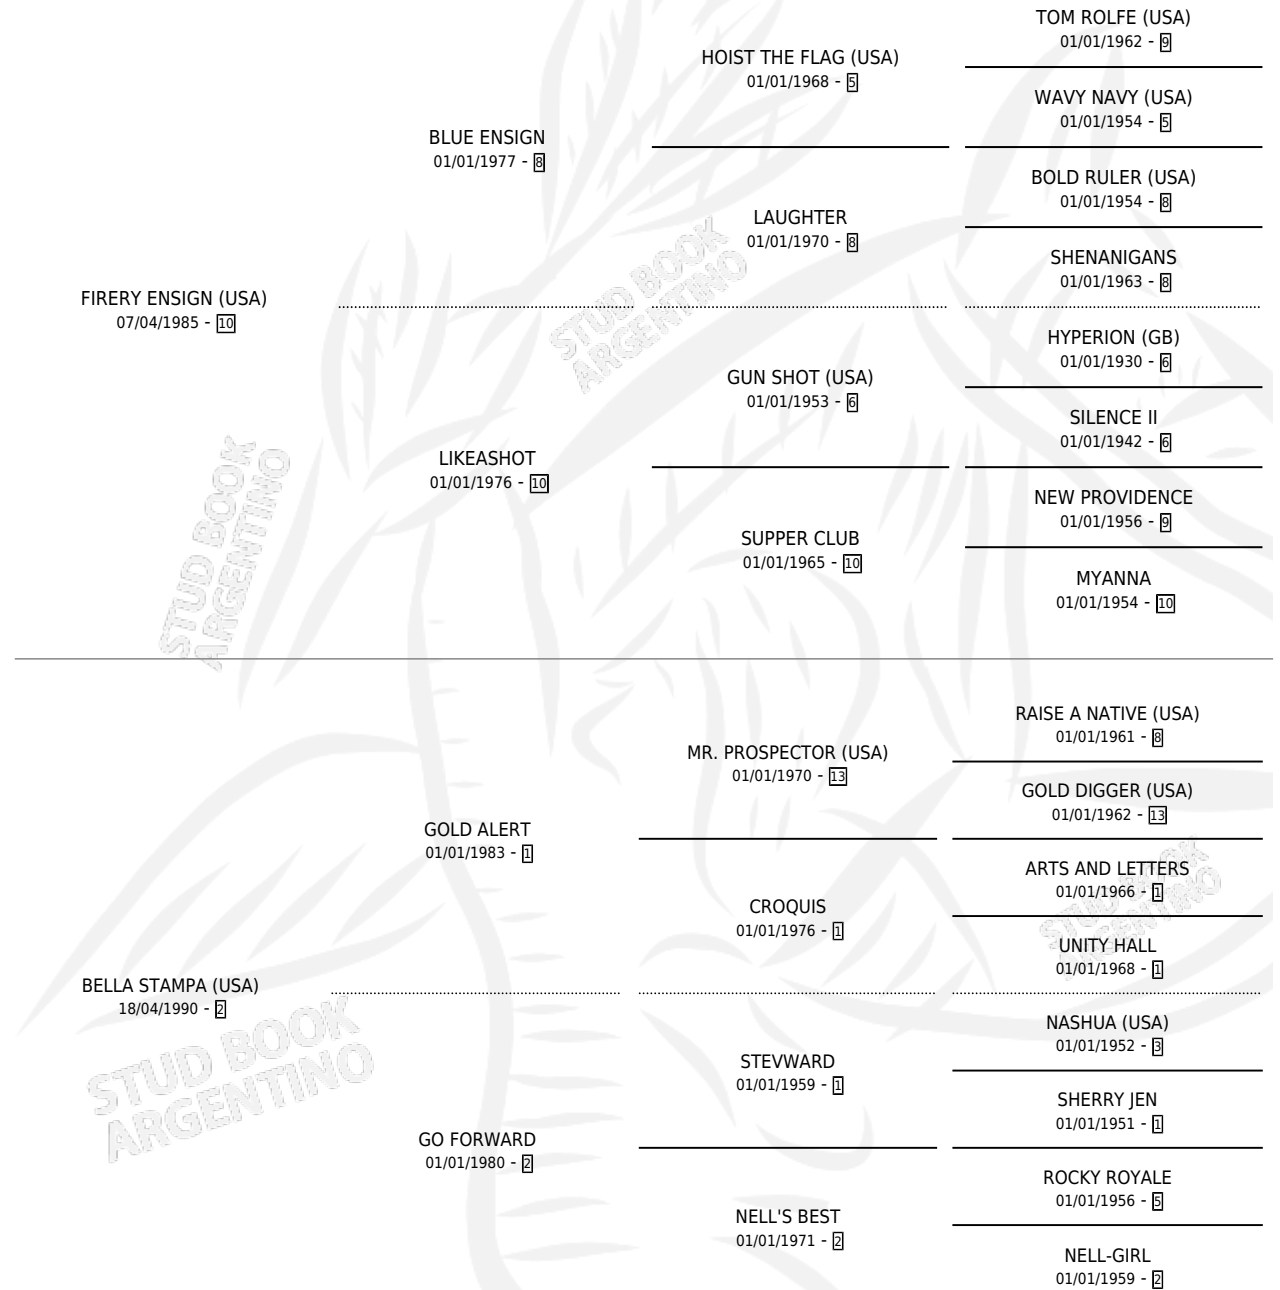 TOM ROLFE (USA)
01/01/1962 - 9
HOIST THE FLAG (USA)
01/01/1968 - 5
WAVY NAVY (USA)
01/01/1954 - 5
BLUE ENSIGN
01/01/1977 - 8
BOLD RULER (USA)
01/01/1954 - 8
LAUGHTER
01/01/1970 - 8
SHENANIGANS
01/01/1963 - 8
FIRERY ENSIGN (USA)
07/04/1985 - 10
HYPERION (GB)
01/01/1930 - 6
GUN SHOT (USA)
01/01/1953 - 6
SILENCE II
01/01/1942 - 6
LIKEASHOT
01/01/1976 - 10
NEW PROVIDENCE
01/01/1956 - 9
SUPPER CLUB
01/01/1965 - 10
MYANNA
01/01/1954 - 10
STUD BOOK
ARGENTINO
STUD BOOK
ARGENTINO
RAISE A NATIVE (USA)
01/01/1961 - 8
MR. PROSPECTOR (USA)
01/01/1970 - 13
GOLD DIGGER (USA)
01/01/1962 - 13
GOLD ALERT
01/01/1983 - 1
ARTS AND LETTERS
01/01/1966 - 1
CROQUIS
01/01/1976 - 1
UNITY HALL
01/01/1968 - 1
BELLA STAMPA (USA)
18/04/1990 - 2
NASHUA (USA)
01/01/1952 - 3
STEVWARD
01/01/1959 - 1
SHERRY JEN
01/01/1951 - 1
GO FORWARD
01/01/1980 - 2
ROCKY ROYALE
01/01/1956 - 5
NELL'S BEST
01/01/1971 - 2
NELL-GIRL
01/01/1959 - 2
STUD BOOK
ARGENTINO
STUD BOOK
ARGENTINO